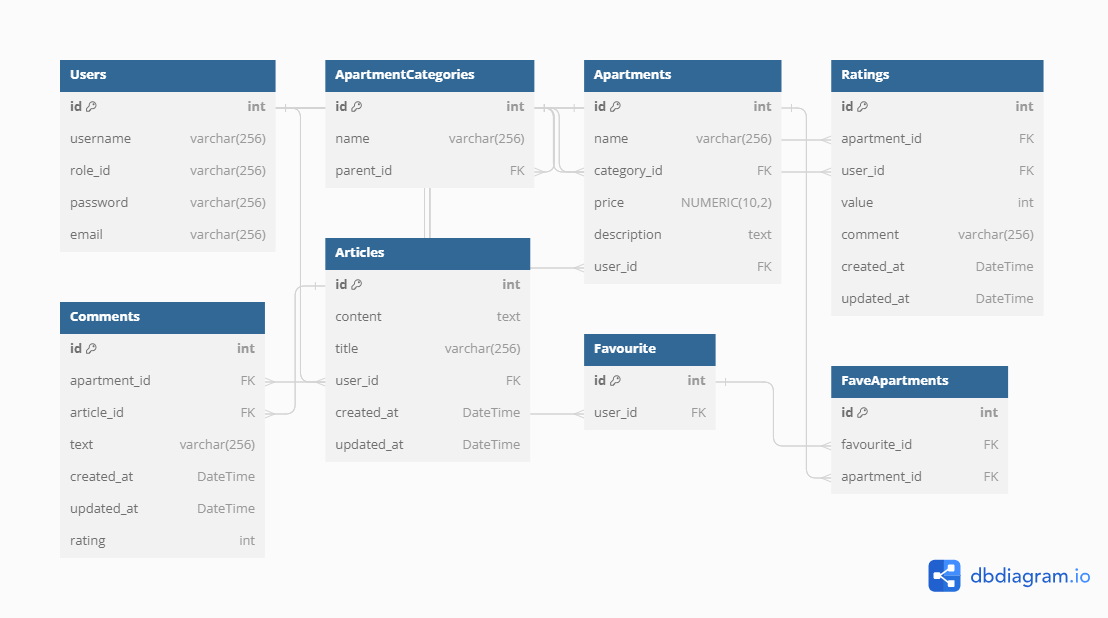 Users
id int
username varchar(256)
role_id varchar(256)
password varchar(256)
email varchar(256)
ApartmentCategories
id int
name varchar(256)
parent_id FK
Apartments
id int
name varchar(256)
category_id FK
price NUMERIC(10,2)
description text
user_id FK
Ratings
id int
apartment_id FK
user_id FK
value int
comment varchar(256)
created_at DateTime
updated_at DateTime
Comments
id int
apartment_id FK
article_id FK
text varchar(256)
created_at DateTime
updated_at DateTime
rating int
Articles
id int
content text
title varchar(256)
user_id FK
created_at DateTime
updated_at DateTime
Favourite
id int
user_id FK
FaveApartments
id int
favourite_id FK
apartment_id FK
dbdiagram.io